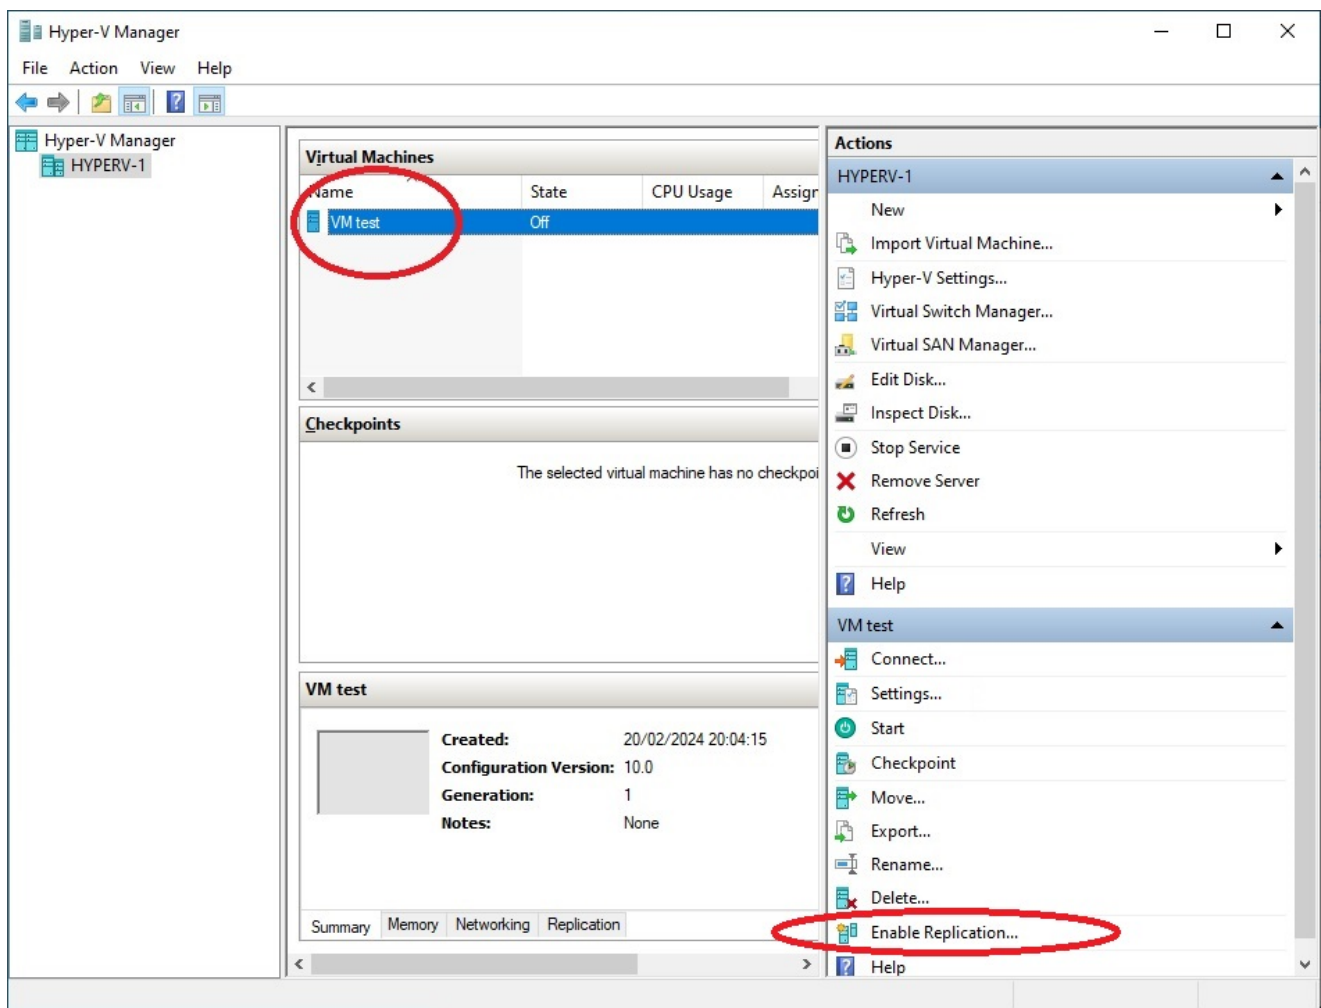 Hyper-V Manager
File Action View Help
Hyper-V Manager
HYPERV-1
Virtual Machines
Name State CPU Usage Assign
VM test Off
Checkpoints
The selected virtual machine has no checkpoi
VM test
Created: 20/02/2024 20:04:15
Configuration Version: 10.0
Generation: 1
Notes: None
Summary Memory Networking Replication
Actions
HYPERV-1
New
Import Virtual Machine...
Hyper-V Settings...
Virtual Switch Manager...
Virtual SAN Manager...
Edit Disk...
Inspect Disk...
Stop Service
Remove Server
Refresh
View
Help
VM test
Connect...
Settings...
Start
Checkpoint
Move...
Export...
Rename...
Delete...
Enable Replication...
Help